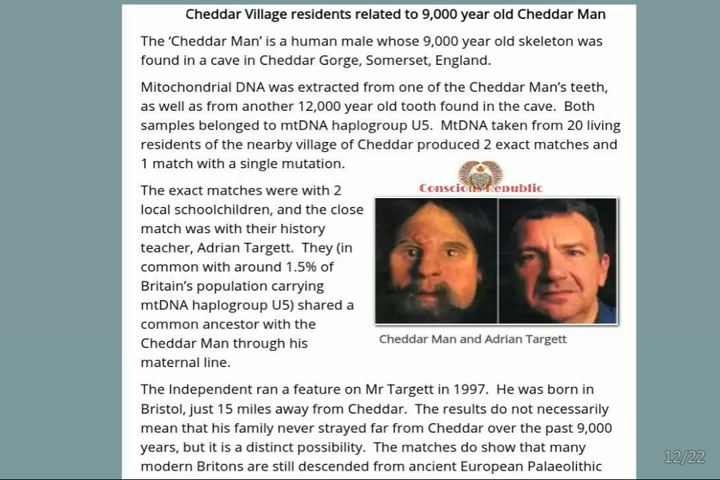 Cheddar Village residents related to 9,000 year old Cheddar Man
The ‘Cheddar Man’ is a human male whose 9,000 year old skeleton was
found in a cave in Cheddar Gorge, Somerset, England.
Mitochondrial DNA was extracted from one of the Cheddar Man’s teeth,
as well as from another 12,000 year old tooth found in the cave.  Both
samples belonged to mtDNA haplogroup U5.  MtDNA taken from 20 living
residents of the nearby village of Cheddar produced 2 exact matches and
1 match with a single mutation.
Conscious Republic
The exact matches were with 2
local schoolchildren, and the close
match was with their history
teacher, Adrian Targett.  They (in
common with around 1.5% of
Britain’s population carrying
mtDNA haplogroup U5) shared a
common ancestor with the
Cheddar Man through his
maternal line.
Cheddar Man and Adrian Targett
The Independent ran a feature on Mr Targett in 1997.  He was born in
Bristol, just 15 miles away from Cheddar.  The results do not necessarily
mean that his family never strayed far from Cheddar over the past 9,000
years, but it is a distinct possibility.  The matches do show that many
modern Britons are still descended from ancient European Palaeolithic
12/22